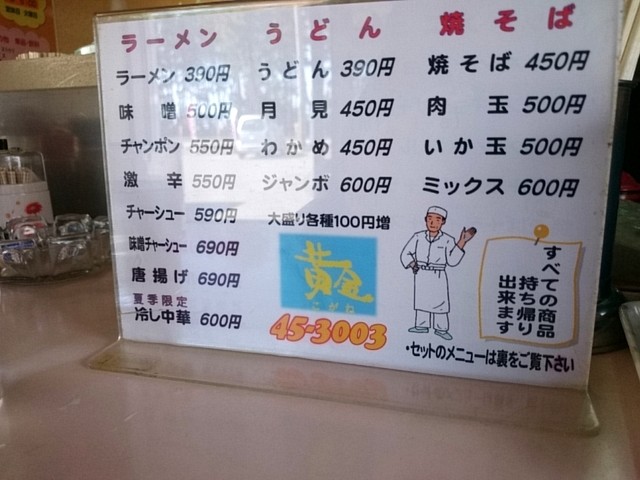 ラーメン
ラーメン 390円
味噌 500円
チャンポン 550円
激辛 550円
チャーシュー 590円
味噌チャーシュー 690円
唐揚げ 690円
夏季限定
冷し中華 600円
うどん
うどん 390円
月見 450円
わかめ 450円
ジャンボ 600円
大盛り各種100円増
黄金
こがね
45-3003
焼そば
焼そば 450円
肉玉 500円
いか玉 500円
ミックス 600円
すべての商品
持ち帰り
出来ます
・セットのメニューは裏をご覧下さい